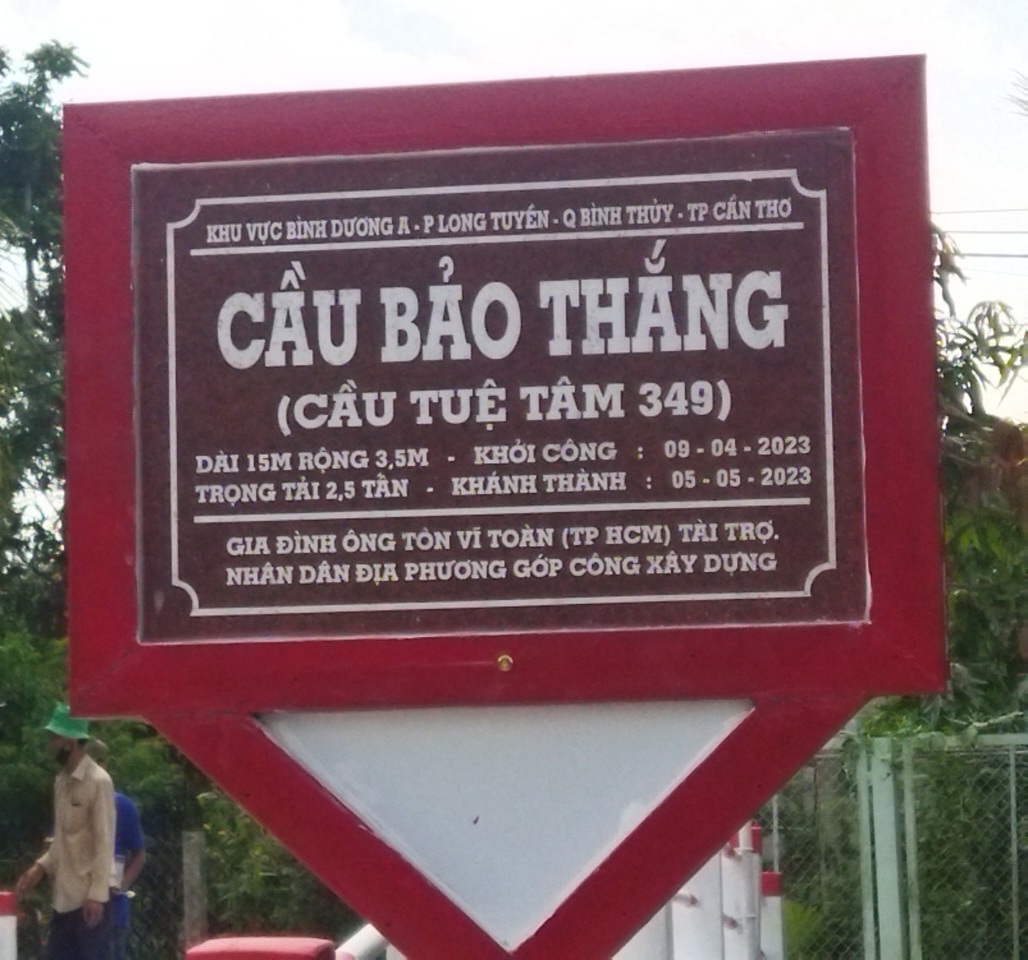 KHU VỰC BÌNH DƯƠNG A - P LONG TUYỀN - Q BÌNH THỦY - TP CẦN THƠ
CẦU BẢO THẮNG
(CẦU TUỆ TÂM 349)
DÀI 15M RỘNG 3,5M - KHỞI CÔNG : 09 - 04 - 2023
TRỌNG TẢI 2,5 TẤN - KHÁNH THÀNH : 05 - 05 - 2023
GIA ĐÌNH ÔNG TÔN VĨ TOÀN (TP HCM) TÀI TRỢ.
NHÂN DÂN ĐỊA PHƯƠNG GÓP CÔNG XÂY DỰNG